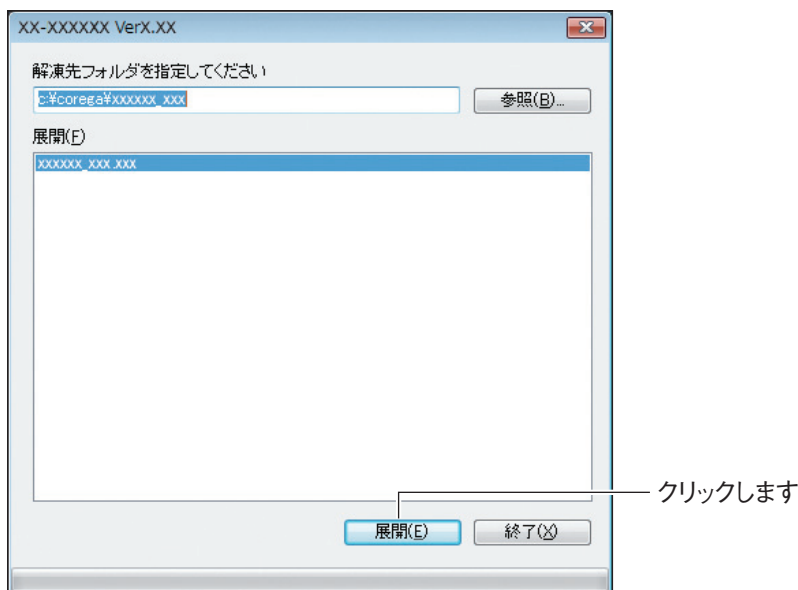 XX-XXXXXX VerX.XX
解凍先フォルダを指定してください
c:¥corega¥xxxxxx_xxx
参照(B)...
展開(F)
xxxxxx_xxx.xxx
クリックします
展開(E)
終了(X)